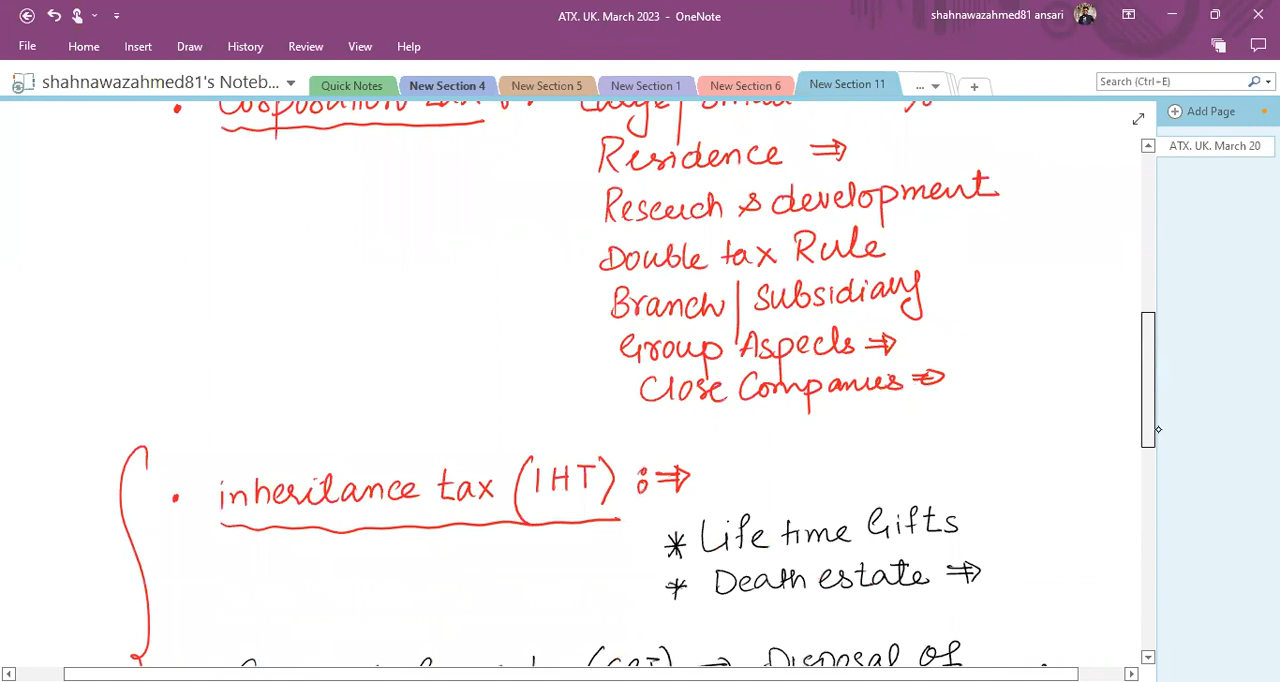 ATX. UK. March 2023 - OneNote
shahnawazahmed81 ansari
File Home Insert Draw History Review View Help
shahnawazahmed81's Noteb...
Quick Notes New Section 4 New Section 5 New Section 1 New Section 6 New Section 11 ...
Search (Ctrl+E)
Add Page
ATX. UK. March 20
Residence ⇒
Reseuch & development
Double tax Rule
Branch | Subsidiary
Group Aspects ⇒
Close Companies ⇒
• inheritance tax (IHT) :⇒
* Life time Gifts
* Death estate ⇒
⇒ Disposal of